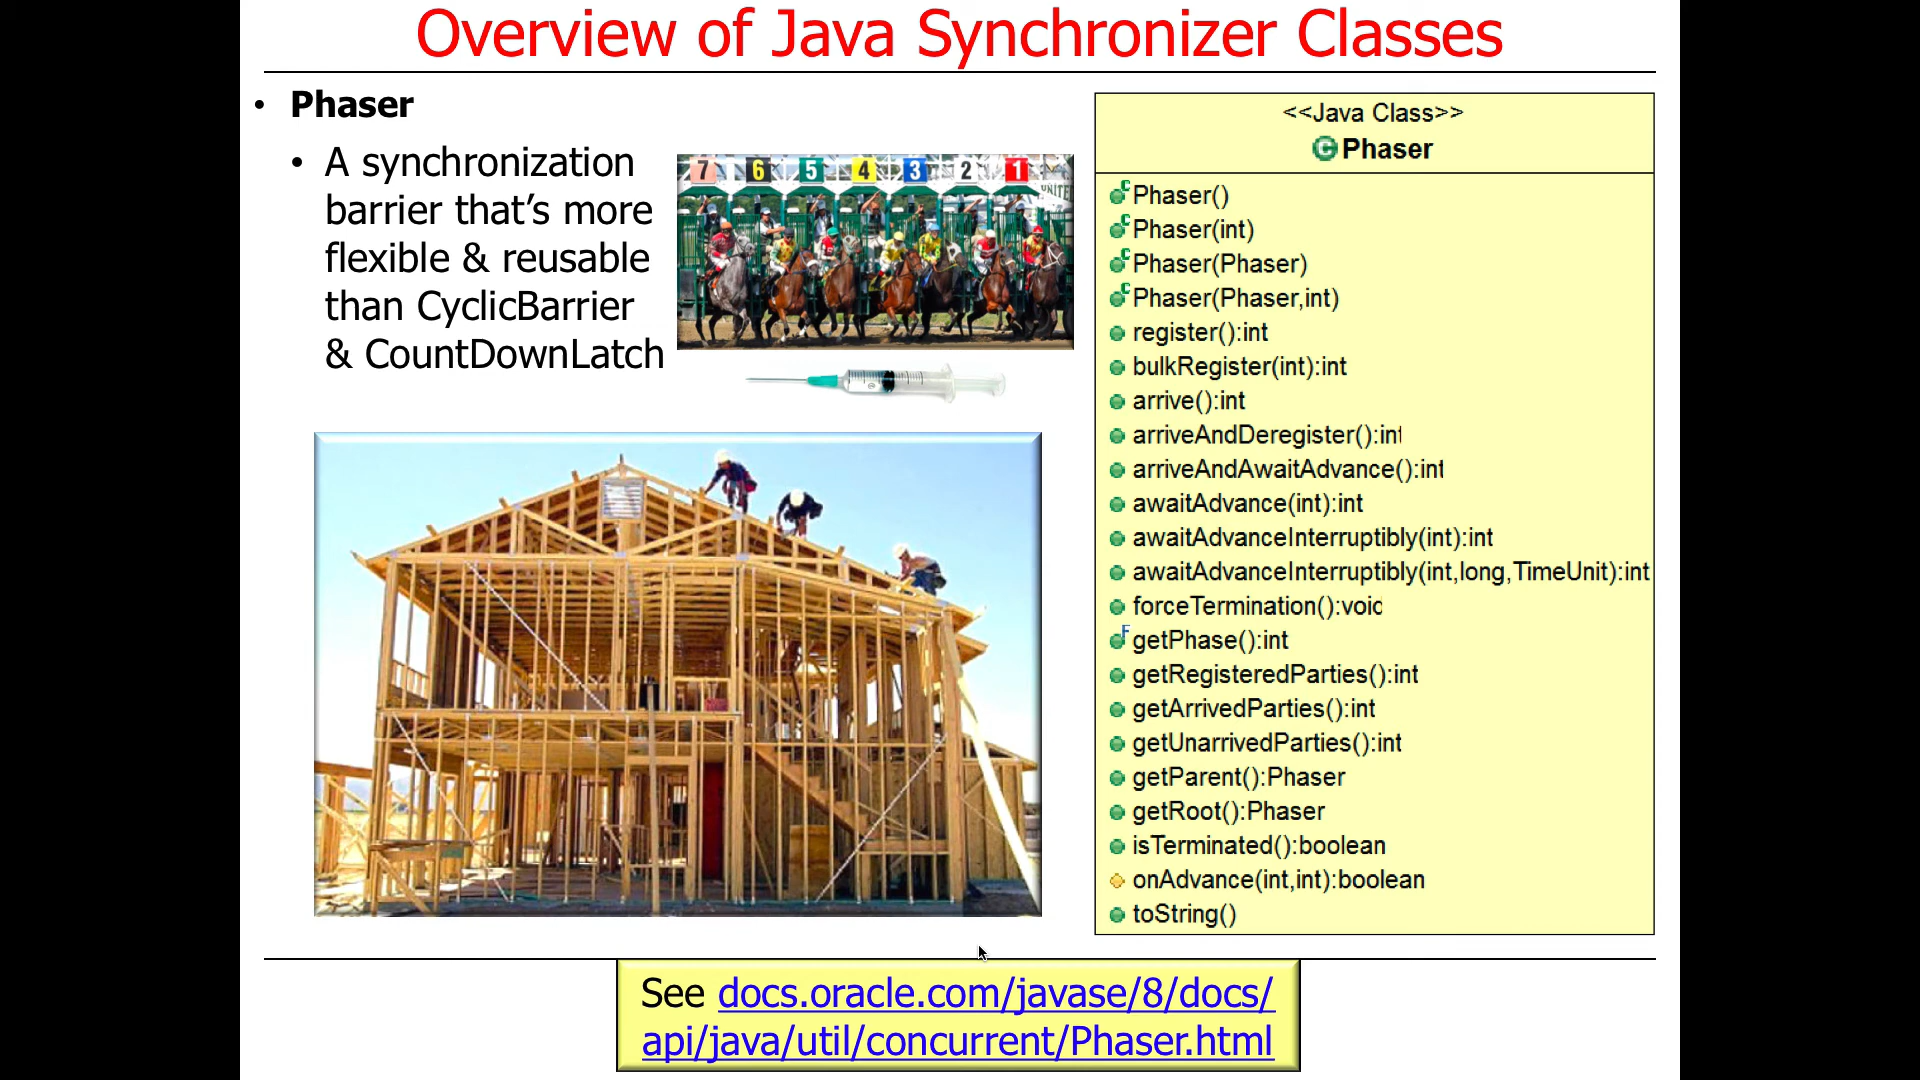 Overview of Java Synchronizer Classes
• Phaser
• A synchronization
barrier that's more
flexible & reusable
than CyclicBarrier
& CountDownLatch
7 6 5 4 3 2 1
UNITE
<<Java Class>>
C Phaser
Phaser()
Phaser(int)
Phaser(Phaser)
Phaser(Phaser,int)
register():int
bulkRegister(int):int
arrive():int
arriveAndDeregister():int
arriveAndAwaitAdvance():int
awaitAdvance(int):int
awaitAdvanceInterruptibly(int):int
awaitAdvanceInterruptibly(int,long,TimeUnit):int
forceTermination():void
getPhase():int
getRegisteredParties():int
getArrivedParties():int
getUnarrivedParties():int
getParent():Phaser
getRoot():Phaser
isTerminated():boolean
onAdvance(int,int):boolean
toString()
See docs.oracle.com/javase/8/docs/
api/java/util/concurrent/Phaser.html